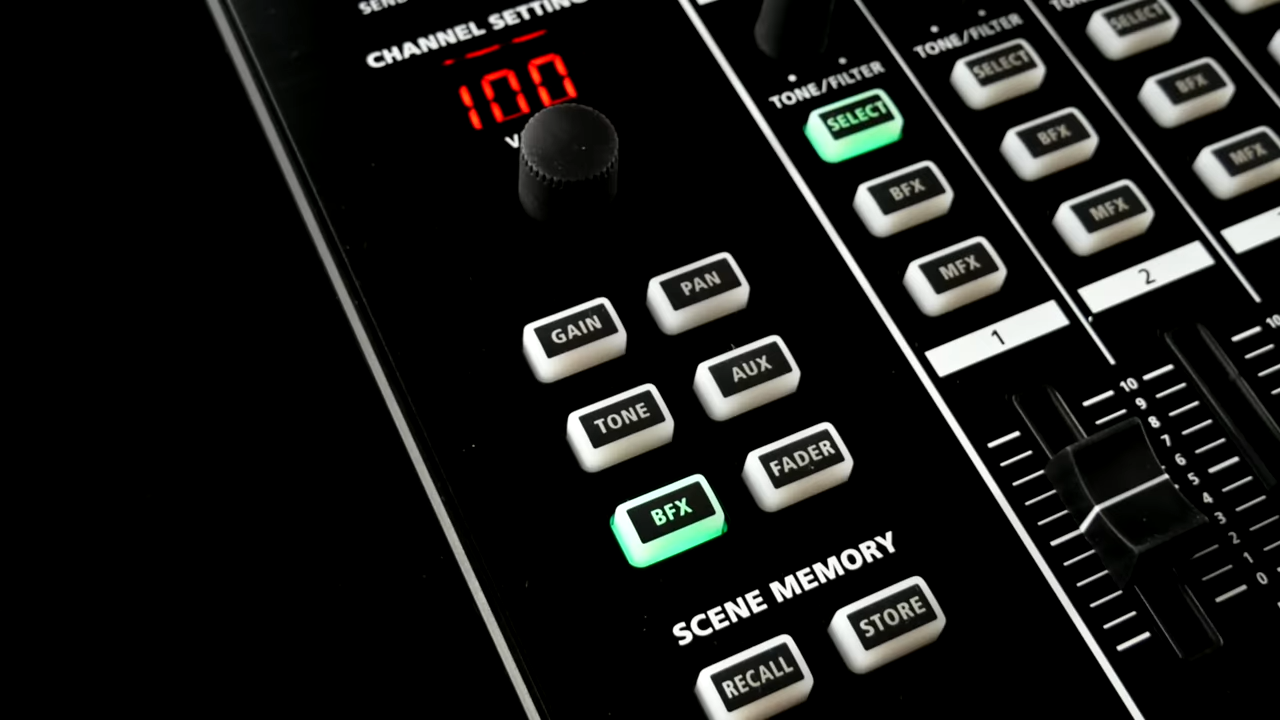 CHANNEL SETTING
100
GAIN
PAN
TONE
AUX
BFX
FADER
SCENE MEMORY
RECALL
STORE
TONE/FILTER
SELECT
BFX
MFX
1
10
9
8
7
6
5
4
3
2
1
0
TONE/FILTER
SELECT
BFX
MFX
2
10
SELECT
BFX
MFX